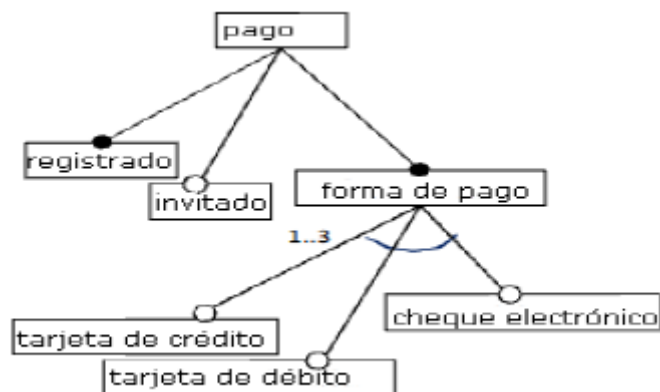 pago
registrado
invitado
forma de pago
1..3
tarjeta de crédito
cheque electrónico
tarjeta de débito